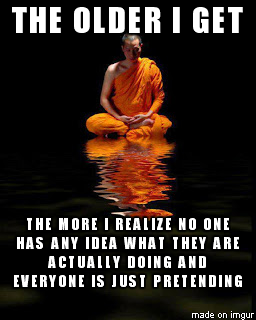 THE OLDER I GET
THE MORE I REALIZE NO ONE
HAS ANY IDEA WHAT THEY ARE
ACTUALLY DOING AND
EVERYONE IS JUST PRETENDING
made on imgur